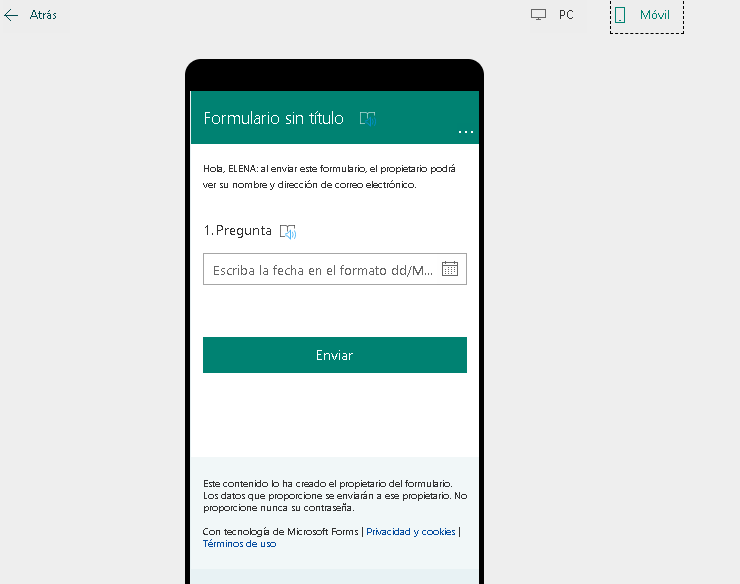 Atrás
PC
Móvil
Formulario sin título
...
Hola, ELENA: al enviar este formulario, el propietario podrá
ver su nombre y dirección de correo electrónico.
1. Pregunta
Escriba la fecha en el formato dd/M...
Enviar
Este contenido lo ha creado el propietario del formulario.
Los datos que proporcione se enviarán a ese propietario. No
proporcione nunca su contraseña.
Con tecnología de Microsoft Forms | Privacidad y cookies |
Términos de uso